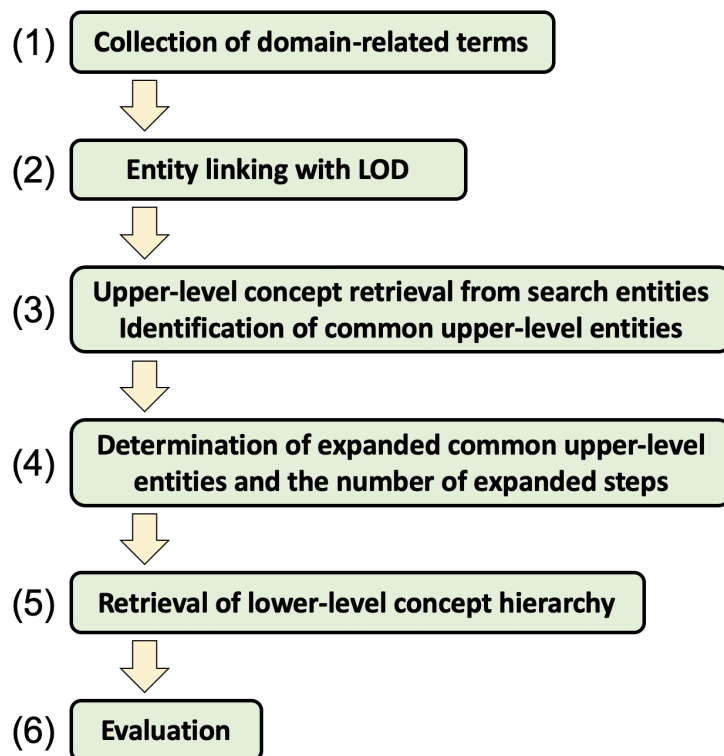 (1) Collection of domain-related terms
(2) Entity linking with LOD
(3) Upper-level concept retrieval from search entities
Identification of common upper-level entities
(4) Determination of expanded common upper-level
entities and the number of expanded steps
(5) Retrieval of lower-level concept hierarchy
(6) Evaluation